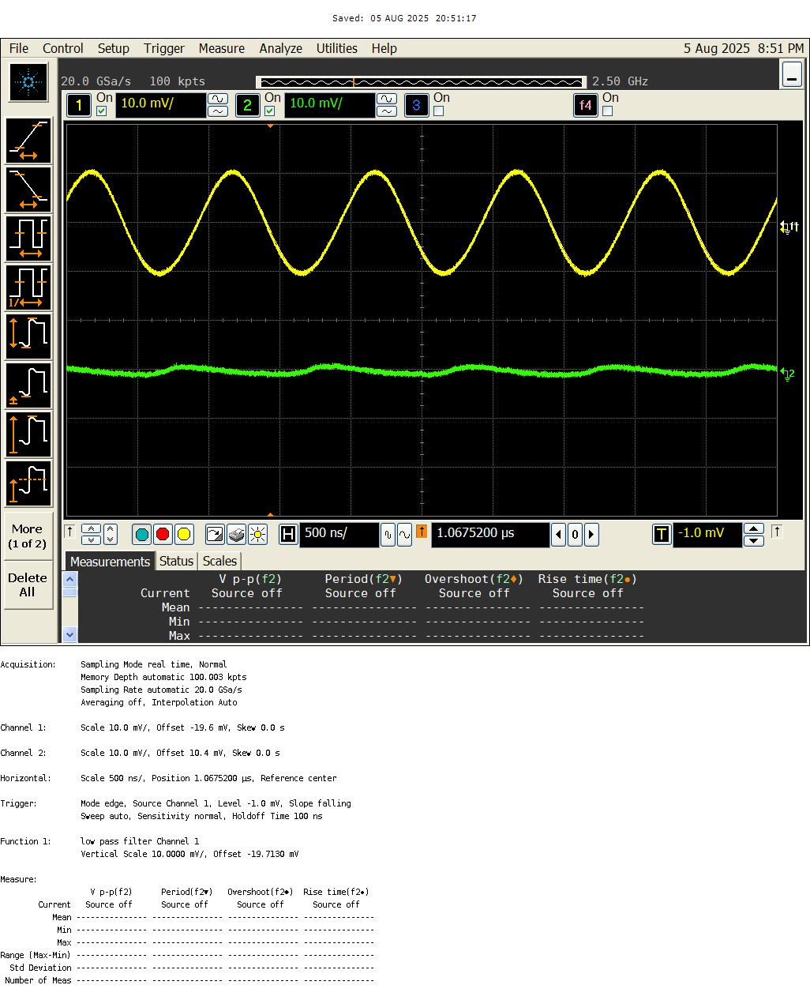 Saved: 05 AUG 2025 20:51:17
File Control Setup Trigger Measure Analyze Utilities Help 5 Aug 2025 8:51 PM
20.0 GSa/s 100 kpts 2.50 GHz
1 On 10.0 mV/ 2 On 10.0 mV/ 3 On f4 On
f1
2
1/
More
(1 of 2)
Delete
All
H 500 ns/ 1.0675200 µs 0 T -1.0 mV
Measurements Status Scales
V p-p(f2) Period(f2▼) Overshoot(f2♦) Rise time(f2●)
Current Source off Source off Source off Source off
Mean --------------- --------------- --------------- ---------------
Min --------------- --------------- --------------- ---------------
Max --------------- --------------- --------------- ---------------
Acquisition: Sampling Mode real time, Normal
Memory Depth automatic 100.003 kpts
Sampling Rate automatic 20.0 GSa/s
Averaging off, Interpolation Auto
Channel 1: Scale 10.0 mV/, Offset -19.6 mV, Skew 0.0 s
Channel 2: Scale 10.0 mV/, Offset 10.4 mV, Skew 0.0 s
Horizontal: Scale 500 ns/, Position 1.0675200 µs, Reference center
Trigger: Mode edge, Source Channel 1, Level -1.0 mV, Slope falling
Sweep auto, Sensitivity normal, Holdoff Time 100 ns
Function 1: low pass filter Channel 1
Vertical Scale 10.0000 mV/, Offset -19.7130 mV
Measure:
V p-p(f2) Period(f2▼) Overshoot(f2♦) Rise time(f2●)
Current Source off Source off Source off Source off
Mean --------------- --------------- --------------- ---------------
Min --------------- --------------- --------------- ---------------
Max --------------- --------------- --------------- ---------------
Range (Max-Min) --------------- --------------- --------------- ---------------
Std Deviation --------------- --------------- --------------- ---------------
Number of Meas --------------- --------------- --------------- ---------------